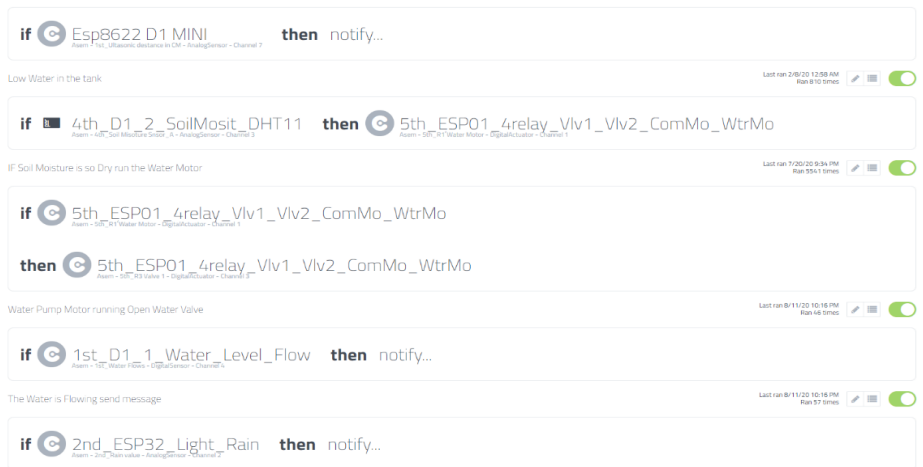 if Esp8622 D1 MINI then notify...
Asem - 1st_Ultasonic destance in CM - AnalogSensor - Channel 7
Low Water in the tank
Last ran 2/8/20 12:58 AM
Ran 810 times
if 4th_D1_2_SoilMosit_DHT11 then 5th_ESP01_4relay_Vlv1_Vlv2_ComMo_WtrMo
Asem - 4th_Soil Misoture Snsor_A - AnalogSensor - Channel 3 Asem - 5th_R1 Water Motor - DigitalActuator - Channel 1
IF Soil Moisture is so Dry run the Water Motor
Last ran 7/20/20 9:34 PM
Ran 5541 times
if 5th_ESP01_4relay_Vlv1_Vlv2_ComMo_WtrMo
Asem - 5th_R1 Water Motor - DigitalActuator - Channel 1
then 5th_ESP01_4relay_Vlv1_Vlv2_ComMo_WtrMo
Asem - 5th_R3 Valve 1 - DigitalActuator - Channel 3
Water Pump Motor running Open Water Valve
Last ran 8/11/20 10:16 PM
Ran 46 times
if 1st_D1_1_Water_Level_Flow then notify...
Asem - 1st_Water Flows - DigitalSensor - Channel 4
The Water is Flowing send message
Last ran 8/11/20 10:16 PM
Ran 57 times
if 2nd_ESP32_Light_Rain then notify...
Asem - 2nd_Rain value - AnalogSensor - Channel 2